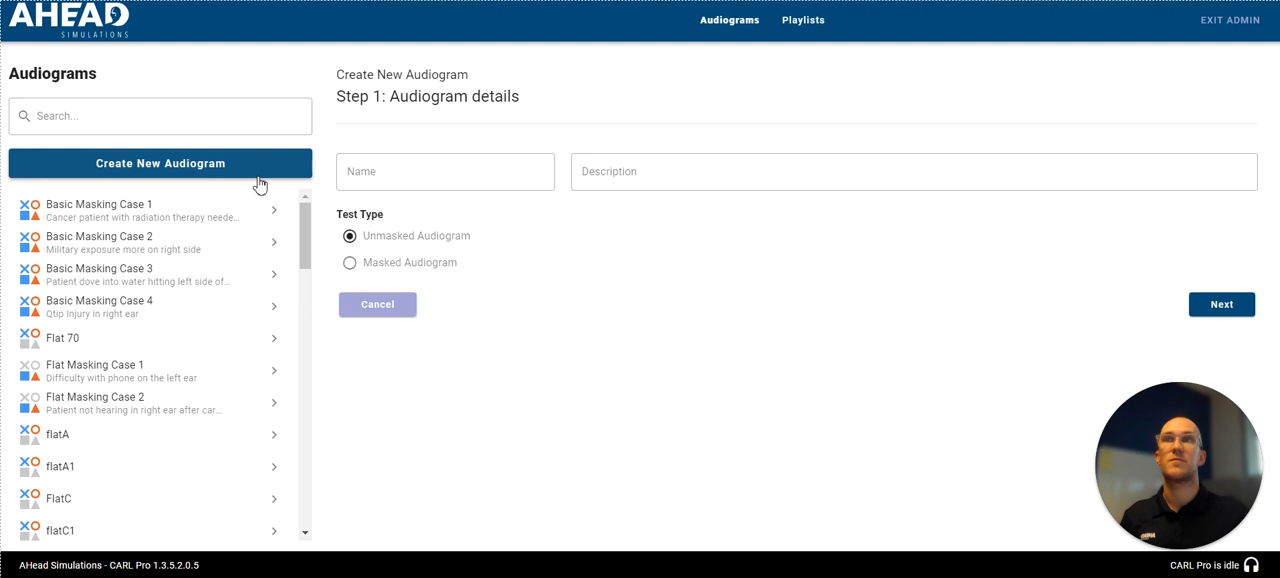 AHEAD
SIMULATIONS
Audiograms
Playlists
EXIT ADMIN
Audiograms
Search...
Create New Audiogram
Basic Masking Case 1
Cancer patient with radiation therapy neede...
Basic Masking Case 2
Military exposure more on right side
Basic Masking Case 3
Patient dove into water hitting left side of...
Basic Masking Case 4
Qtip Injury in right ear
Flat 70
Flat Masking Case 1
Difficulty with phone on the left ear
Flat Masking Case 2
Patient not hearing in right ear after car...
flatA
flatA1
FlatC
flatC1
Create New Audiogram
Step 1: Audiogram details
Name
Description
Test Type
Unmasked Audiogram
Masked Audiogram
Cancel
Next
AHead Simulations - CARL Pro 1.3.5.2.0.5
CARL Pro is idle